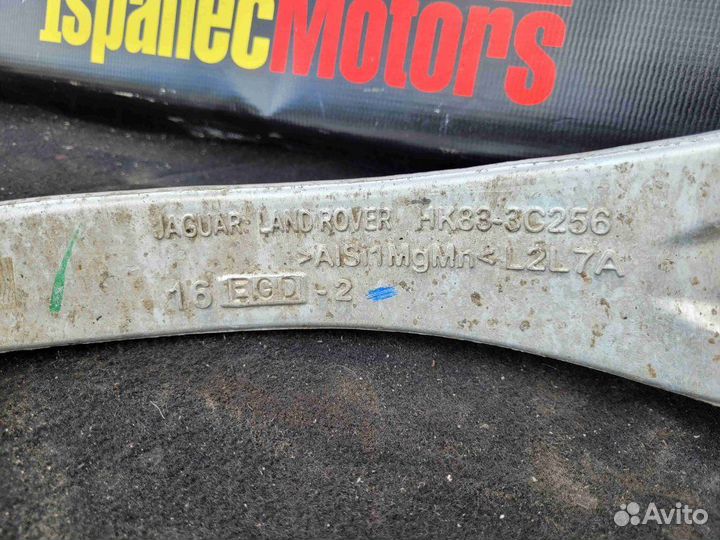 IspanecMotors
JAGUAR LAND ROVER HK83-3C256
>AlSi1MgMn< L2L7A
16 EGD -2
Avito